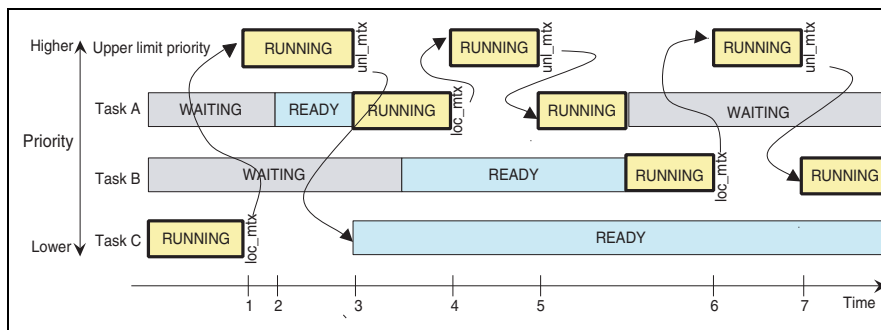 Higher
Upper limit priority
RUNNING
unl_mtx
RUNNING
unl_mtx
RUNNING
unl_mtx
Task A
WAITING
READY
RUNNING
loc_mtx
RUNNING
WAITING
Priority
Task B
WAITING
READY
RUNNING
loc_mtx
RUNNING
Lower
Task C
RUNNING
loc_mtx
READY
1
2
3
4
5
6
7
Time